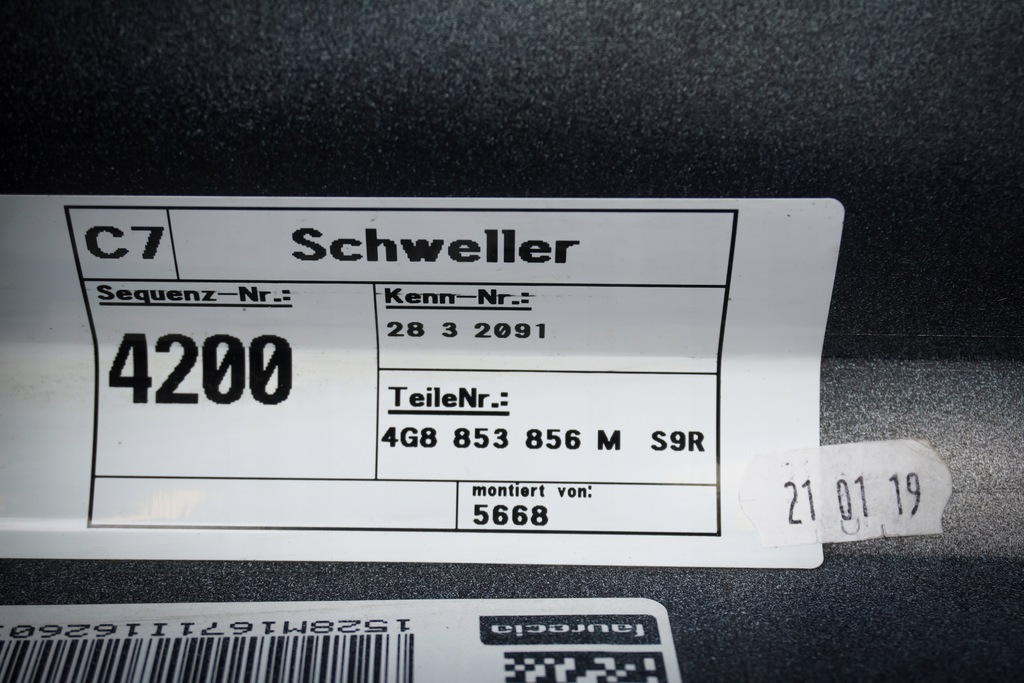 C7 Schweller
Sequenz-Nr.: Kenn-Nr.:
28 3 2091
4200
TeileNr.:
4G8 853 856 M S9R
montiert von:
5668
21 01 19
faurecia